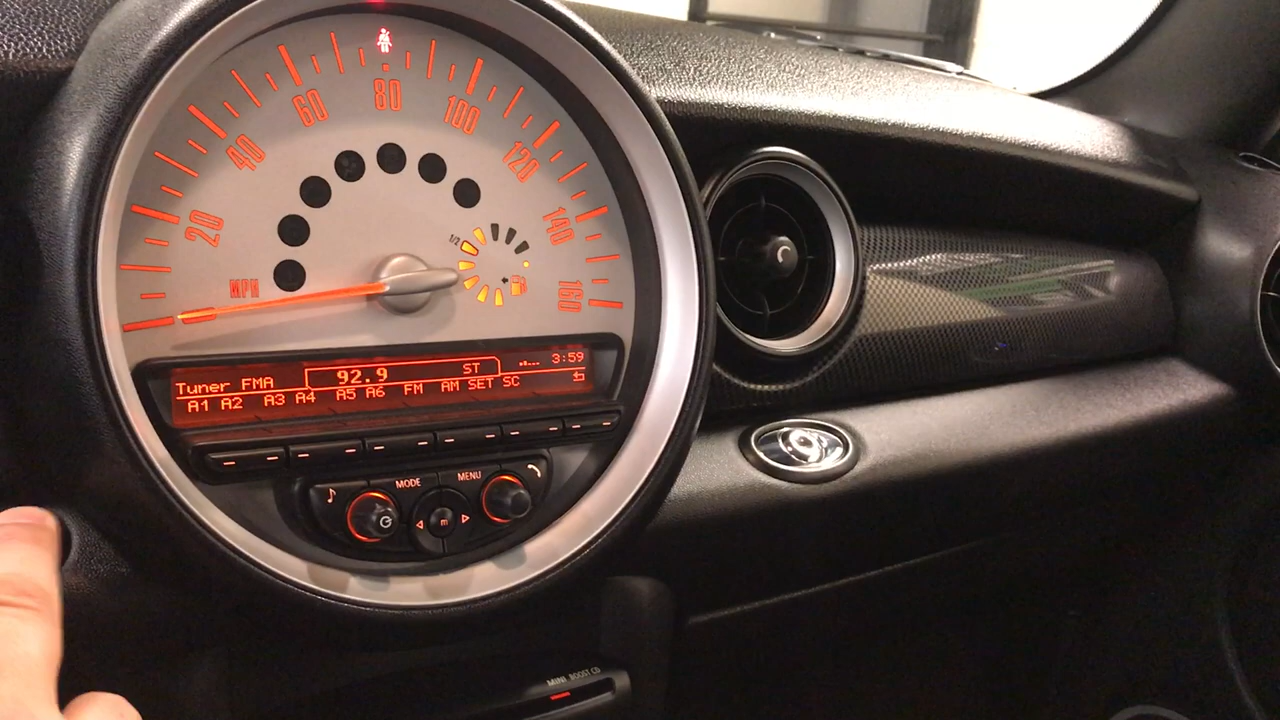 20
40
60
80
100
120
140
160
MPH
1/2
Tuner FMA
92.9
ST
3:59
A1 A2 A3 A4 A5 A6 FM AM SET SC
MODE
MENU
m
MINI BOOST CD